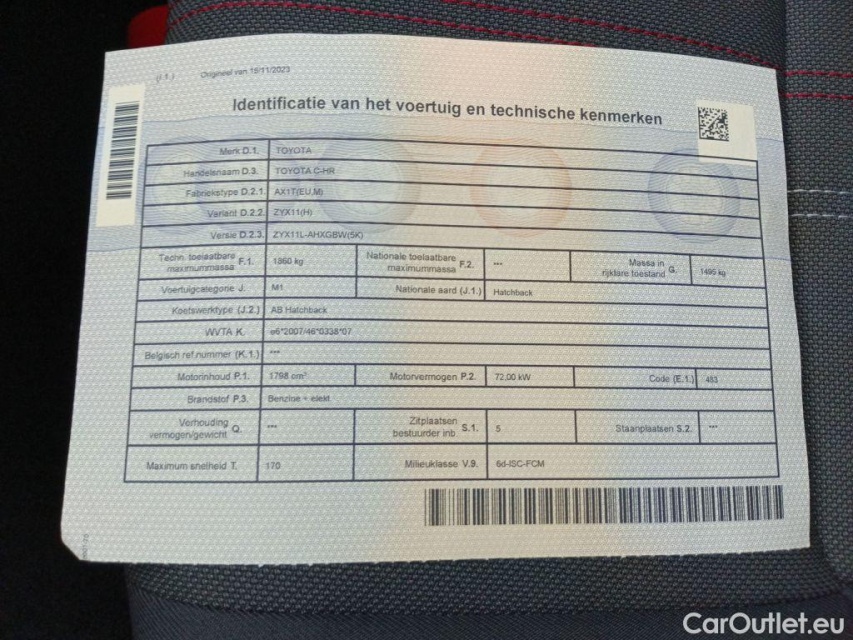 (I.1.) Origineel van 15/11/2023
Identificatie van het voertuig en technische kenmerken
Merk D.1. TOYOTA
Handelsnaam D.3. TOYOTA C-HR
Fabriekstype D.2.1. AX1T(EU,M)
Variant D.2.2. ZYX11(H)
Versie D.2.3. ZYX11L-AHXGBW(5K)
Techn. toelaatbare maximummassa F.1. 1860 kg Nationale toelaatbare maximummassa F.2. *** Massa in rijklare toestand G. 1495 kg
Voertuigcategorie J. M1 Nationale aard (J.1.) Hatchback
Koetswerktype (J.2.) AB Hatchback
WVTA K. e6*2007/46*0338*07
Belgisch ref.nummer (K.1.) ***
Motorinhoud P.1. 1798 cm³ Motorvermogen P.2. 72,00 kW Code (E.1.) 483
Brandstof P.3. Benzine + elekt
Verhouding vermogen/gewicht Q. *** Zitplaatsen bestuurder inb. S.1. 5 Staanplaatsen S.2. ***
Maximum snelheid T. 170 Milieuklasse V.9. 6d-ISC-FCM
CarOutlet.eu